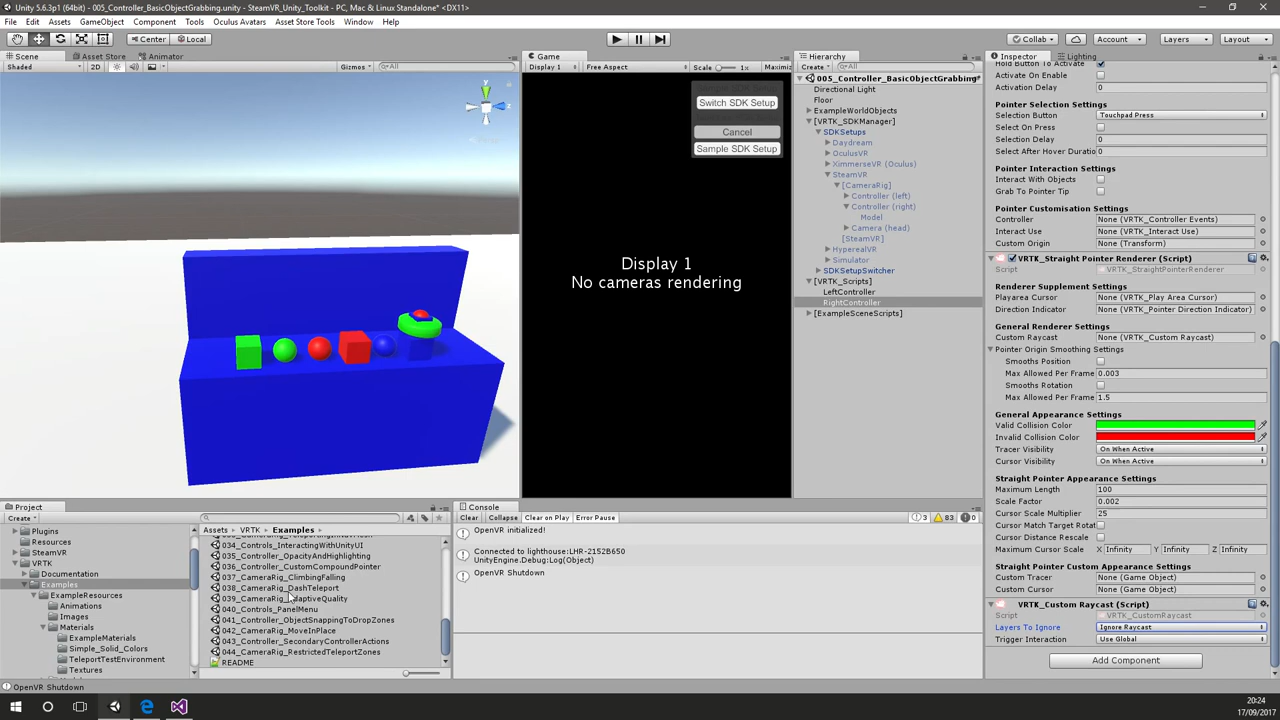 Unity 5.6.3p1 (64bit) - 005_Controller_BasicObjectGrabbing.unity - SteamVR_Unity_Toolkit - PC, Mac & Linux Standalone* <DX11>
File Edit Assets GameObject Component Tools Oculus Avatars Asset Store Tools Window Help
Center Local Collab Account Layers Layout
Scene Asset Store Animator
Shaded 2D Gizmos All
Game
Display 1 Free Aspect Scale 1x Maximi
Switch SDK Setup
Cancel
Sample SDK Setup
Display 1
No cameras rendering
Hierarchy
Create All
005_Controller_BasicObjectGrabbing*
Directional Light
Floor
ExampleWorldObjects
[VRTK_SDKManager]
SDKSetups
Daydream
OculusVR
XimmerseVR (Oculus)
SteamVR
[CameraRig]
Controller (left)
Controller (right)
Model
Camera (head)
[SteamVR]
HyperealVR
Simulator
SDKSetupSwitcher
[VRTK_Scripts]
LeftController
RightController
[ExampleSceneScripts]
Inspector Lighting
Hold Button To Activate
Activate On Enable
Activation Delay 0
Pointer Selection Settings
Selection Button Touchpad Press
Select On Press
Selection Delay 0
Select After Hover Duratio 0
Pointer Interaction Settings
Interact With Objects
Grab To Pointer Tip
Pointer Customisation Settings
Controller None (VRTK_Controller Events)
Interact Use None (VRTK_Interact Use)
Custom Origin None (Transform)
VRTK_Straight Pointer Renderer (Script)
Script VRTK_StraightPointerRenderer
Renderer Supplement Settings
Playarea Cursor None (VRTK_Play Area Cursor)
Direction Indicator None (VRTK_Pointer Direction Indicator)
General Renderer Settings
Custom Raycast None (VRTK_Custom Raycast)
Pointer Origin Smoothing Settings
Smooths Position
Max Allowed Per Frame 0.003
Smooths Rotation
Max Allowed Per Frame 1.5
General Appearance Settings
Valid Collision Color
Invalid Collision Color
Tracer Visibility On When Active
Cursor Visibility On When Active
Straight Pointer Appearance Settings
Maximum Length 100
Scale Factor 0.002
Cursor Scale Multiplier 25
Cursor Match Target Rotat
Cursor Distance Rescale
Maximum Cursor Scale X Infinity Y Infinity Z Infinity
Straight Pointer Custom Appearance Settings
Custom Tracer None (Game Object)
Custom Cursor None (Game Object)
VRTK_Custom Raycast (Script)
Script VRTK_CustomRaycast
Layers To Ignore Ignore Raycast
Trigger Interaction Use Global
Add Component
Project
Create
Plugins
Resources
SteamVR
VRTK
Documentation
Examples
ExampleResources
Animations
Images
Materials
ExampleMaterials
Simple_Solid_Colors
TeleportTestEnvironment
Textures
Assets VRTK Examples
034_Controls_InteractingWithUnityUI
035_Controller_OpacityAndHighlighting
036_Controller_CustomCompoundPointer
037_CameraRig_ClimbingFalling
038_CameraRig_DashTeleport
039_CameraRig_AdaptiveQuality
040_Controls_PanelMenu
041_Controller_ObjectSnappingToDropZones
042_CameraRig_MoveInPlace
043_Controller_SecondaryControllerActions
044_CameraRig_RestrictedTeleportZones
README
Console
Clear Collapse Clear on Play Error Pause 3 83 0
OpenVR initialized!
Connected to lighthouse:LHR-2152B650
UnityEngine.Debug:Log(Object)
OpenVR Shutdown
OpenVR Shutdown
20:24
17/09/2017